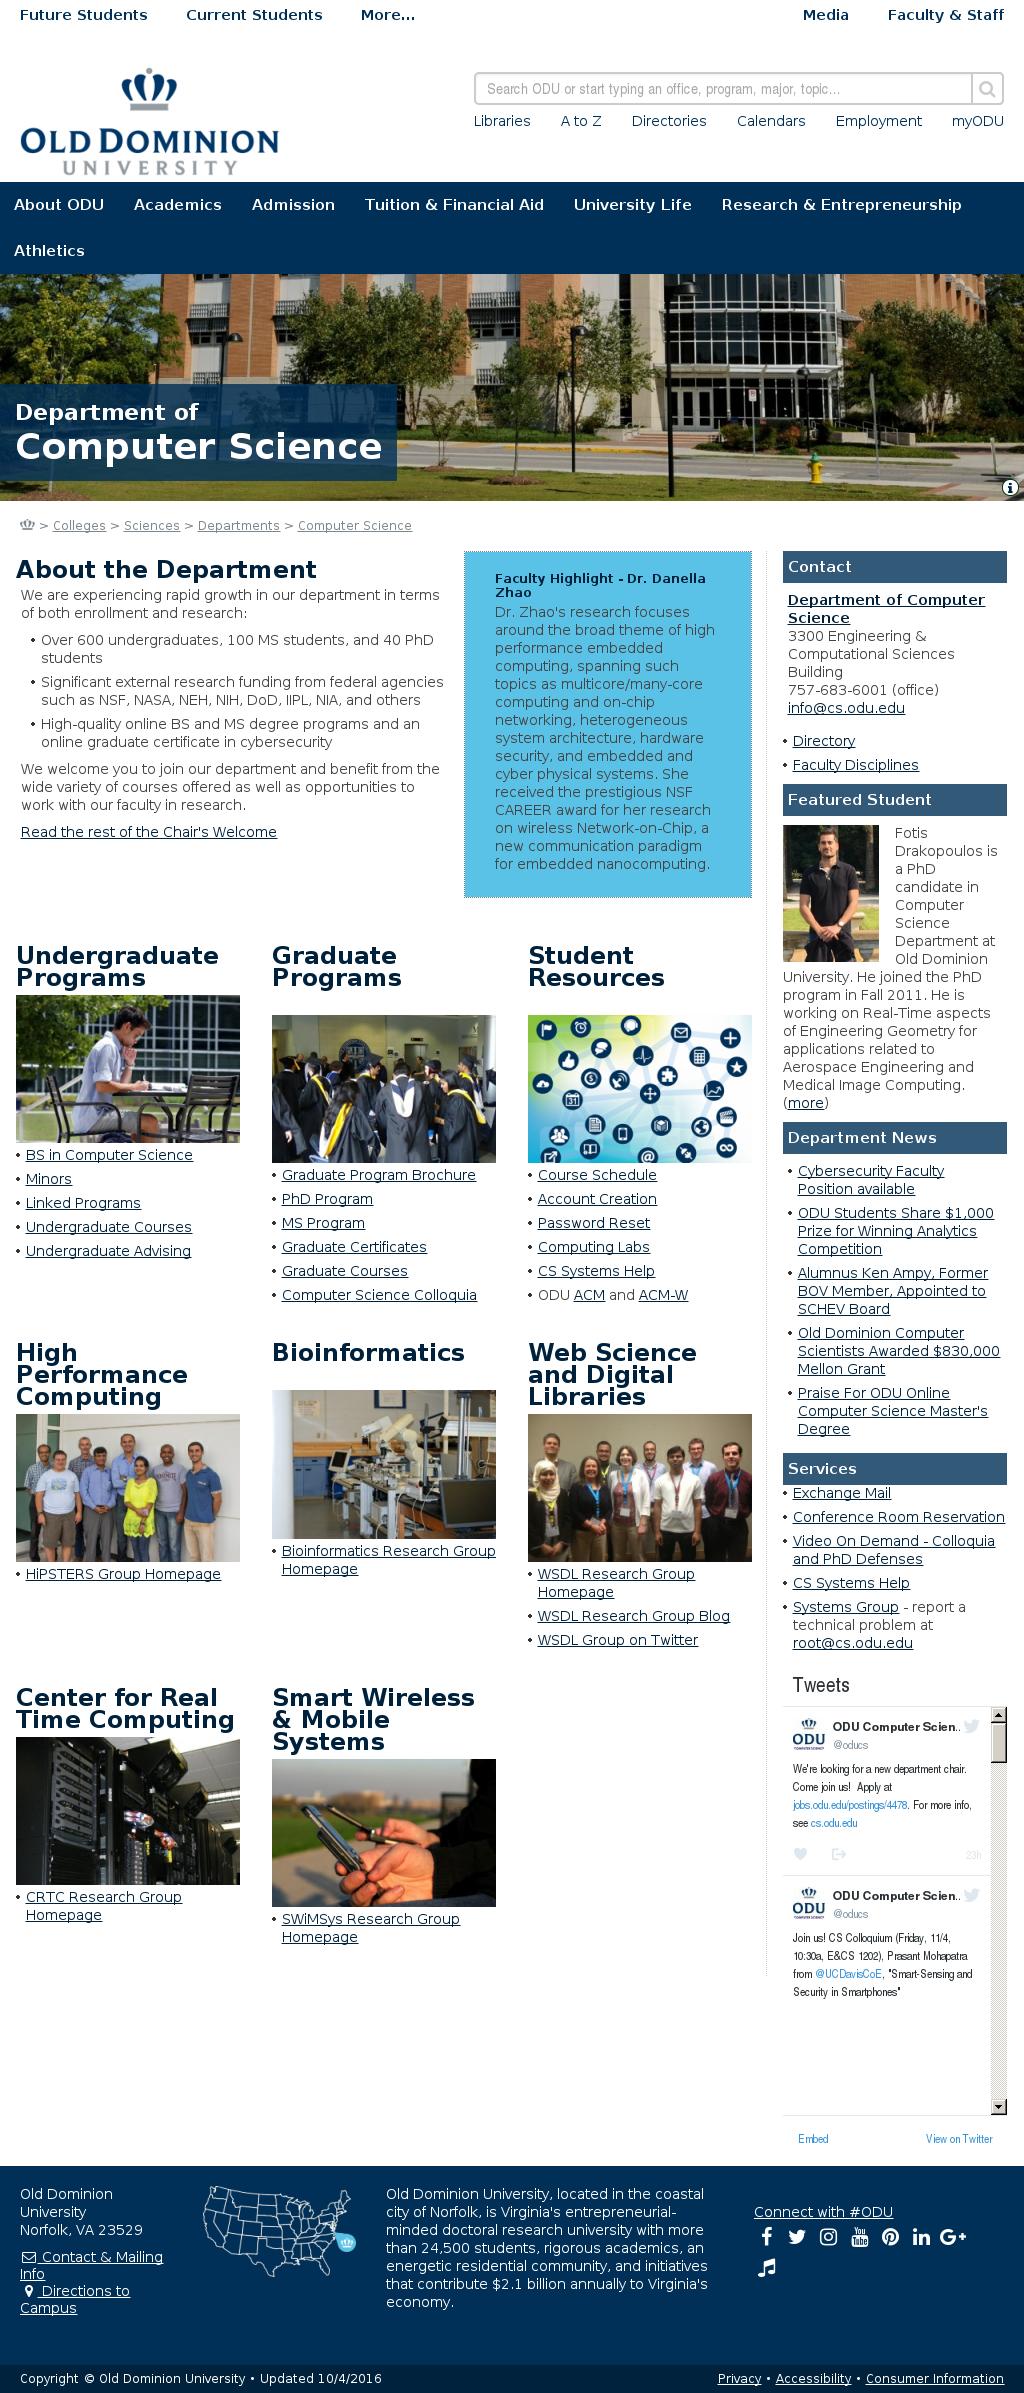 Future Students Current Students More... Media Faculty & Staff
OLD DOMINION
UNIVERSITY
Search ODU or start typing an office, program, major, topic...
Libraries A to Z Directories Calendars Employment myODU
About ODU Academics Admission Tuition & Financial Aid University Life Research & Entrepreneurship
Athletics
Department of
Computer Science
> Colleges > Sciences > Departments > Computer Science
About the Department
We are experiencing rapid growth in our department in terms
of both enrollment and research:
• Over 600 undergraduates, 100 MS students, and 40 PhD
students
• Significant external research funding from federal agencies
such as NSF, NASA, NEH, NIH, DoD, IIPL, NIA, and others
• High-quality online BS and MS degree programs and an
online graduate certificate in cybersecurity
We welcome you to join our department and benefit from the
wide variety of courses offered as well as opportunities to
work with our faculty in research.
Read the rest of the Chair's Welcome
Faculty Highlight - Dr. Danella
Zhao
Dr. Zhao's research focuses
around the broad theme of high
performance embedded
computing, spanning such
topics as multicore/many-core
computing and on-chip
networking, heterogeneous
system architecture, hardware
security, and embedded and
cyber physical systems. She
received the prestigious NSF
CAREER award for her research
on wireless Network-on-Chip, a
new communication paradigm
for embedded nanocomputing.
Undergraduate
Programs
• BS in Computer Science
• Minors
• Linked Programs
• Undergraduate Courses
• Undergraduate Advising
Graduate
Programs
• Graduate Program Brochure
• PhD Program
• MS Program
• Graduate Certificates
• Graduate Courses
• Computer Science Colloquia
Student
Resources
• Course Schedule
• Account Creation
• Password Reset
• Computing Labs
• CS Systems Help
• ODU ACM and ACM-W
High
Performance
Computing
• HiPSTERS Group Homepage
Bioinformatics
• Bioinformatics Research Group
Homepage
Web Science
and Digital
Libraries
• WSDL Research Group
Homepage
• WSDL Research Group Blog
• WSDL Group on Twitter
Center for Real
Time Computing
• CRTC Research Group
Homepage
Smart Wireless
& Mobile
Systems
• SWiMSys Research Group
Homepage
Contact
Department of Computer
Science
3300 Engineering &
Computational Sciences
Building
757-683-6001 (office)
info@cs.odu.edu
• Directory
• Faculty Disciplines
Featured Student
Fotis
Drakopoulos is
a PhD
candidate in
Computer
Science
Department at
Old Dominion
University. He joined the PhD
program in Fall 2011. He is
working on Real-Time aspects
of Engineering Geometry for
applications related to
Aerospace Engineering and
Medical Image Computing.
(more)
Department News
• Cybersecurity Faculty
Position available
• ODU Students Share $1,000
Prize for Winning Analytics
Competition
• Alumnus Ken Ampy, Former
BOV Member, Appointed to
SCHEV Board
• Old Dominion Computer
Scientists Awarded $830,000
Mellon Grant
• Praise For ODU Online
Computer Science Master's
Degree
Services
• Exchange Mail
• Conference Room Reservation
• Video On Demand - Colloquia
and PhD Defenses
• CS Systems Help
• Systems Group - report a
technical problem at
root@cs.odu.edu
Tweets
ODU
COMPUTER SCIENCE
ODU Computer Scien..
@oducs
We're looking for a new department chair.
Come join us! Apply at
jobs.odu.edu/postings/4478. For more info,
see cs.odu.edu
23h
ODU
COMPUTER SCIENCE
ODU Computer Scien..
@oducs
Join us! CS Colloquium (Friday, 11/4,
10:30a, E&CS 1202), Prasant Mohapatra
from @UCDavisCoE, "Smart-Sensing and
Security in Smartphones"
Embed View on Twitter
Old Dominion
University
Norfolk, VA 23529
Contact & Mailing
Info
Directions to
Campus
Old Dominion University, located in the coastal
city of Norfolk, is Virginia's entrepreneurial-
minded doctoral research university with more
than 24,500 students, rigorous academics, an
energetic residential community, and initiatives
that contribute $2.1 billion annually to Virginia's
economy.
Connect with #ODU
Copyright © Old Dominion University • Updated 10/4/2016
Privacy • Accessibility • Consumer Information